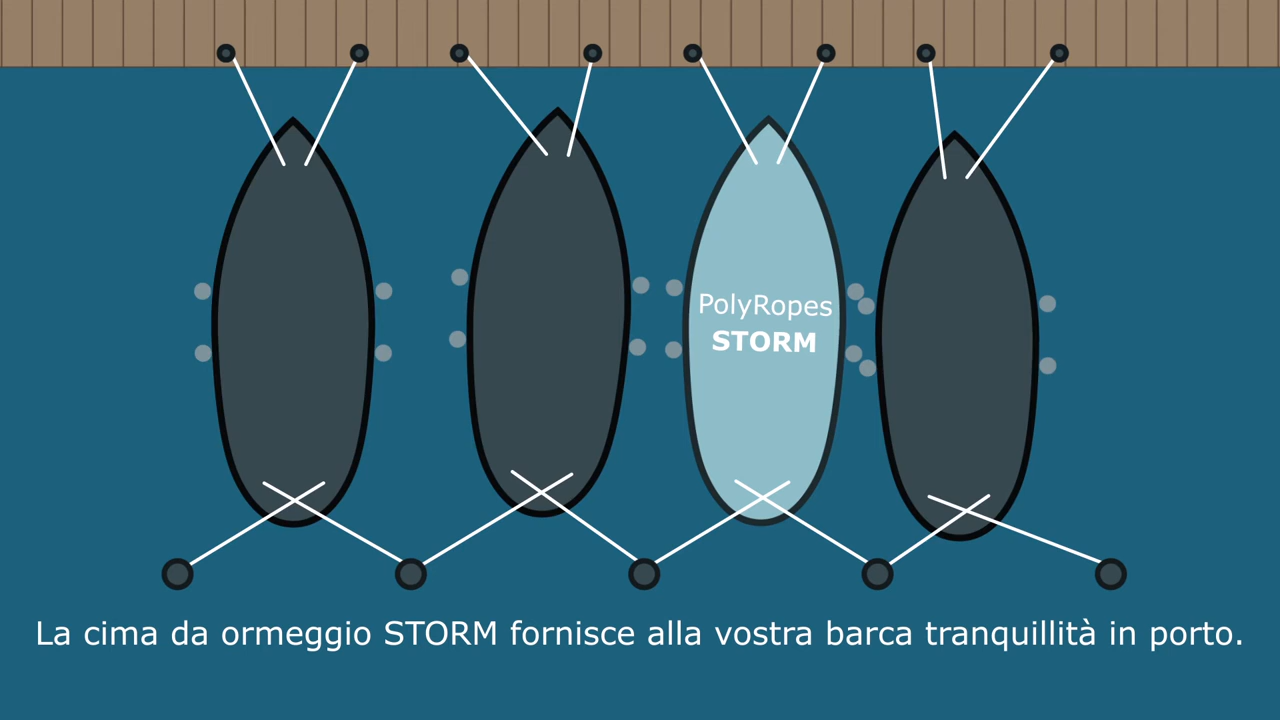 PolyRopes
STORM
La cima da ormeggio STORM fornisce alla vostra barca tranquillità in porto.